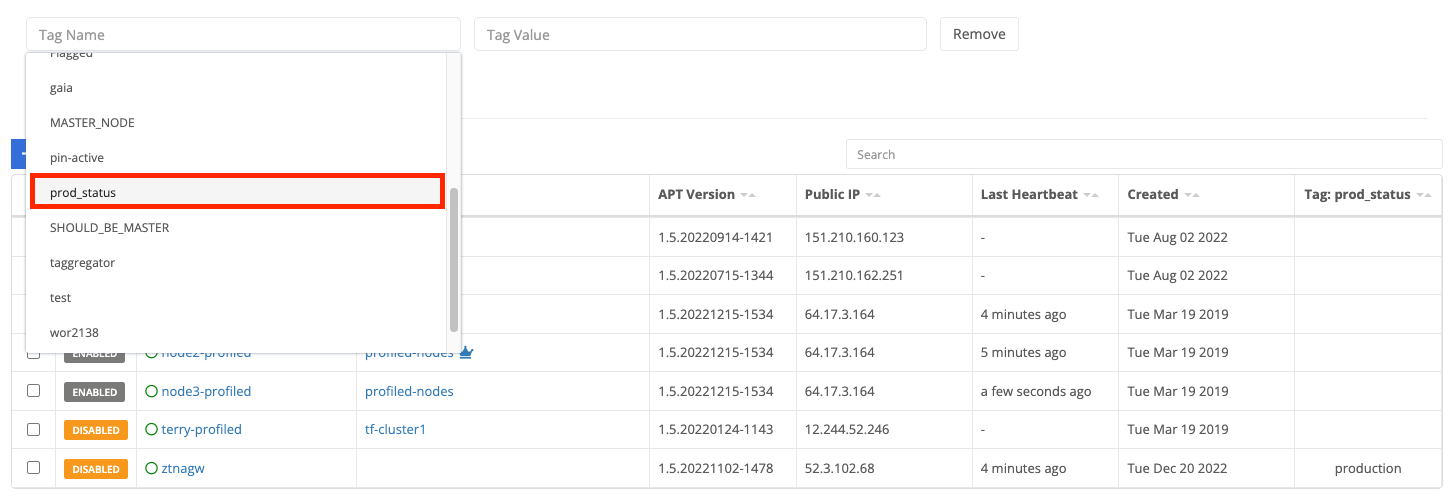 Tag Name Tag Value Remove
Flagged
gaia
MASTER_NODE
pin-active
Search
prod_status
APT Version Public IP Last Heartbeat Created Tag: prod_status
SHOULD_BE_MASTER
1.5.20220914-1421 151.210.160.123 - Tue Aug 02 2022
taggregator
1.5.20220715-1344 151.210.162.251 - Tue Aug 02 2022
test
1.5.20221215-1534 64.17.3.164 4 minutes ago Tue Mar 19 2019
wor2138
ENABLED node2-profiled profiled-nodes 1.5.20221215-1534 64.17.3.164 5 minutes ago Tue Mar 19 2019
ENABLED node3-profiled profiled-nodes 1.5.20221215-1534 64.17.3.164 a few seconds ago Tue Mar 19 2019
DISABLED terry-profiled tf-cluster1 1.5.20220124-1143 12.244.52.246 - Tue Mar 19 2019
DISABLED ztnagw 1.5.20221102-1478 52.3.102.68 4 minutes ago Tue Dec 20 2022 production